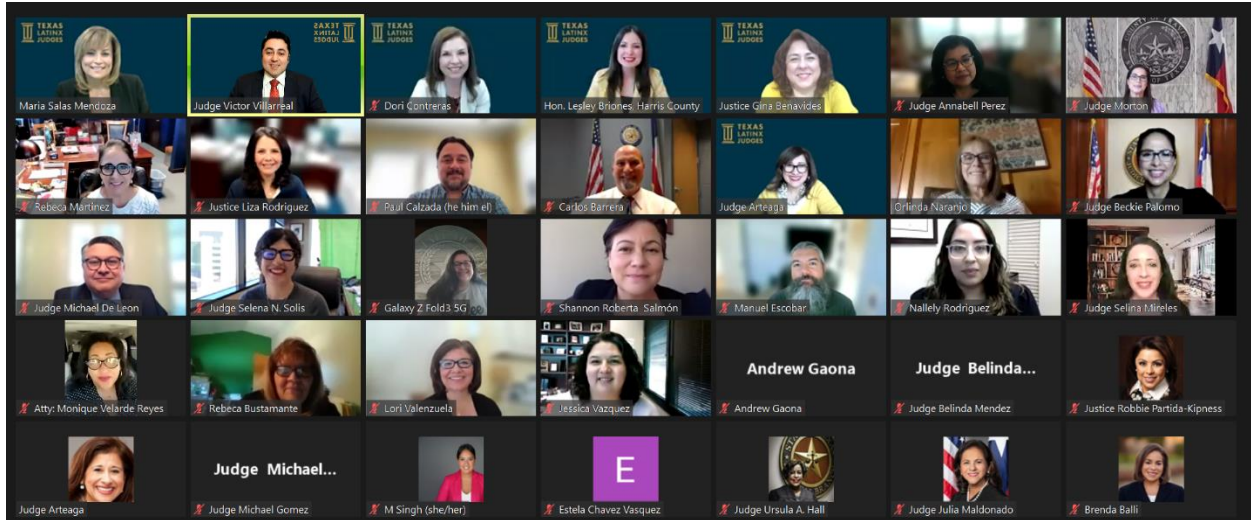 TEXAS
LATINX
JUDGES
Maria Salas Mendoza
TEXAS
LATINX
JUDGES
Judge Victor Villarreal
TEXAS
LATINX
JUDGES
Dori Contreras
TEXAS
LATINX
JUDGES
Hon. Lesley Briones, Harris County
TEXAS
LATINX
JUDGES
Justice Gina Benavides
Judge Annabell Perez
Judge Morton
Rebeca Martinez
Justice Liza Rodriguez
Paul Calzada (he him el)
Carlos Barrera
TEXAS
LATINX
JUDGES
Judge Arteaga
Orlinda Naranjo
Judge Beckie Palomo
Judge Michael De Leon
Judge Selena N. Solis
Galaxy Z Fold3 5G
Shannon Roberta Salmón
Manuel Escobar
Nallely Rodriguez
Judge Selina Mireles
Atty: Monique Velarde Reyes
Rebeca Bustamante
Lori Valenzuela
Jessica Vazquez
Andrew Gaona
Andrew Gaona
Judge Belinda...
Judge Belinda Mendez
Justice Robbie Partida-Kipness
Judge Arteaga
Judge Michael...
Judge Michael Gomez
M Singh (she/her)
E
Estela Chavez Vasquez
Judge Ursula A. Hall
Judge Julia Maldonado
Brenda Balli